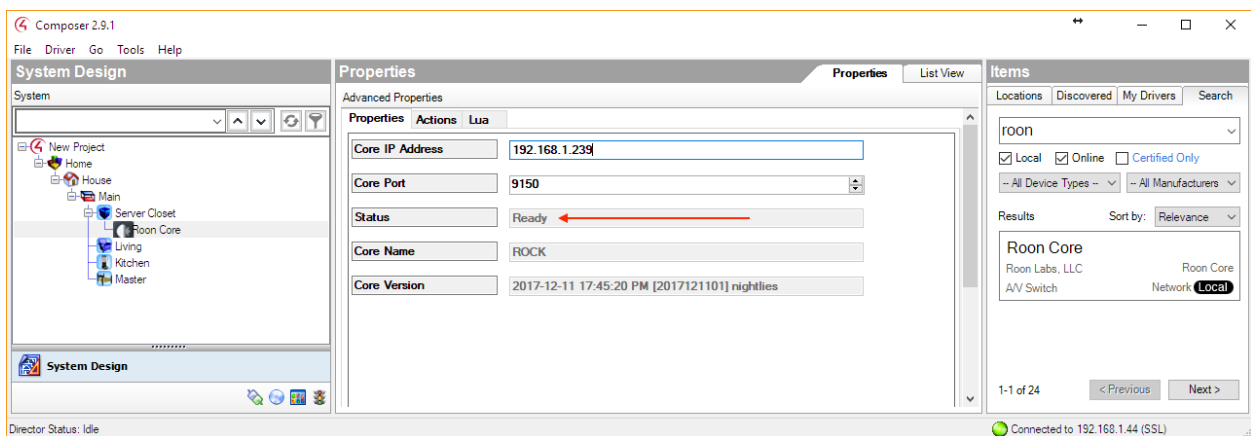 Composer 2.9.1
File Driver Go Tools Help
System Design
System
New Project
Home
House
Main
Server Closet
Roon Core
Living
Kitchen
Master
System Design
Properties
Properties List View
Advanced Properties
Properties Actions Lua
Core IP Address 192.168.1.239
Core Port 9150
Status Ready
Core Name ROCK
Core Version 2017-12-11 17:45:20 PM [2017121101] nightlies
Items
Locations Discovered My Drivers Search
roon
Local Online Certified Only
-- All Device Types -- -- All Manufacturers
Results Sort by: Relevance
Roon Core
Roon Labs, LLC Roon Core
A/V Switch Network Local
1-1 of 24 < Previous Next >
Director Status: Idle Connected to 192.168.1.44 (SSL)